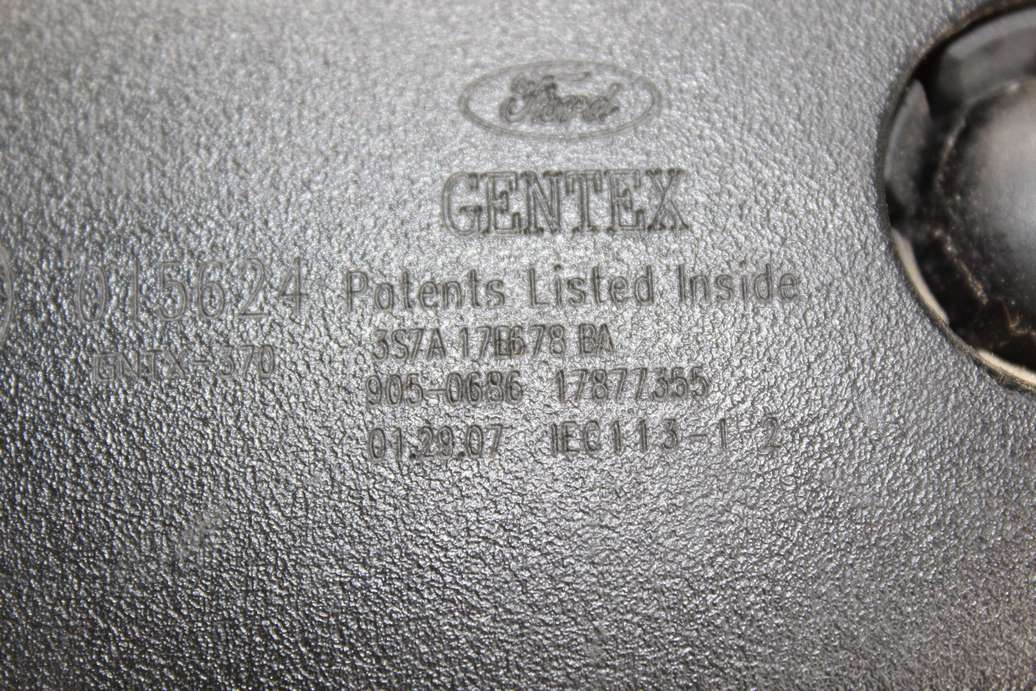 Ford
GENTEX
015624 Patents Listed Inside
3S7A 17E678 BA
GNTX-370
905-0686 17877355
01.29.07 IEC113-1 2